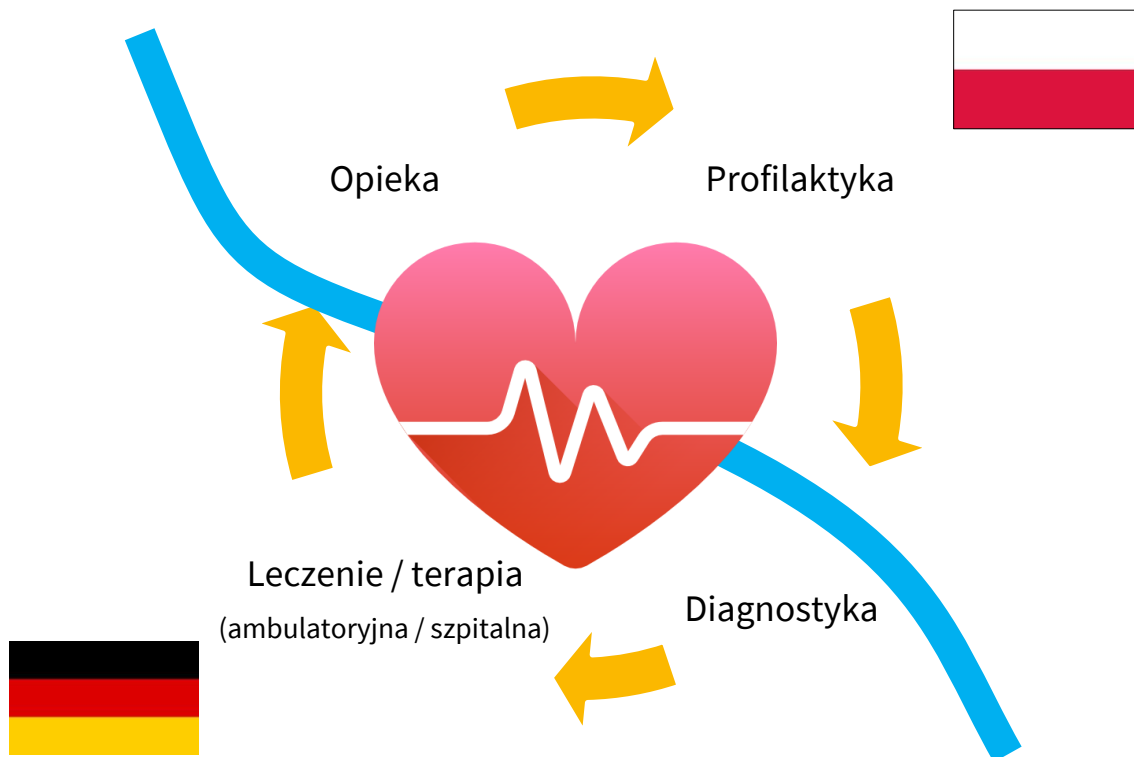 Opieka
Profilaktyka
Leczenie / terapia
(ambulatoryjna / szpitalna)
Diagnostyka